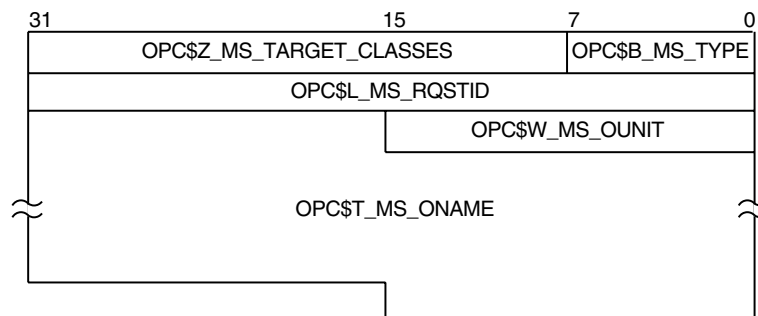 31 15 7 0
OPC$Z_MS_TARGET_CLASSES OPC$B_MS_TYPE
OPC$L_MS_RQSTID
OPC$W_MS_OUNIT
OPC$T_MS_ONAME